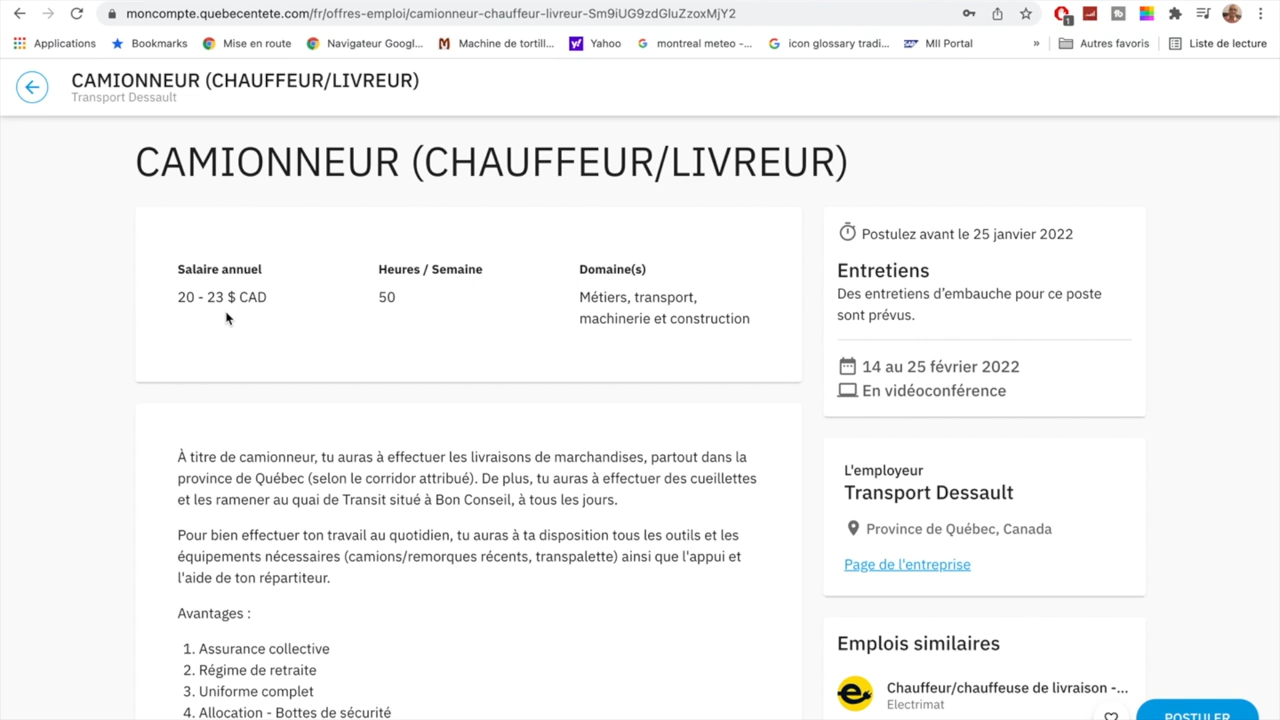 moncompte.quebecentete.com/fr/offres-emploi/camionneur-chauffeur-livreur-Sm9iUG9zdGluZzoxMjY2
Applications Bookmarks Mise en route Navigateur Googl... Machine de tortill... Yahoo montreal meteo -... icon glossary tradi... MII Portal » Autres favoris Liste de lecture
CAMIONNEUR (CHAUFFEUR/LIVREUR)
Transport Dessault
CAMIONNEUR (CHAUFFEUR/LIVREUR)
Salaire annuel
20 - 23 $ CAD
Heures / Semaine
50
Domaine(s)
Métiers, transport,
machinerie et construction
À titre de camionneur, tu auras à effectuer les livraisons de marchandises, partout dans la
province de Québec (selon le corridor attribué). De plus, tu auras à effectuer des cueillettes
et les ramener au quai de Transit situé à Bon Conseil, à tous les jours.
Pour bien effectuer ton travail au quotidien, tu auras à ta disposition tous les outils et les
équipements nécessaires (camions/remorques récents, transpalette) ainsi que l'appui et
l'aide de ton répartiteur.
Avantages :
1. Assurance collective
2. Régime de retraite
3. Uniforme complet
4. Allocation - Bottes de sécurité
Postulez avant le 25 janvier 2022
Entretiens
Des entretiens d’embauche pour ce poste
sont prévus.
14 au 25 février 2022
En vidéoconférence
L'employeur
Transport Dessault
Province de Québec, Canada
Page de l'entreprise
Emplois similaires
Chauffeur/chauffeuse de livraison -...
Electrimat
POSTULER